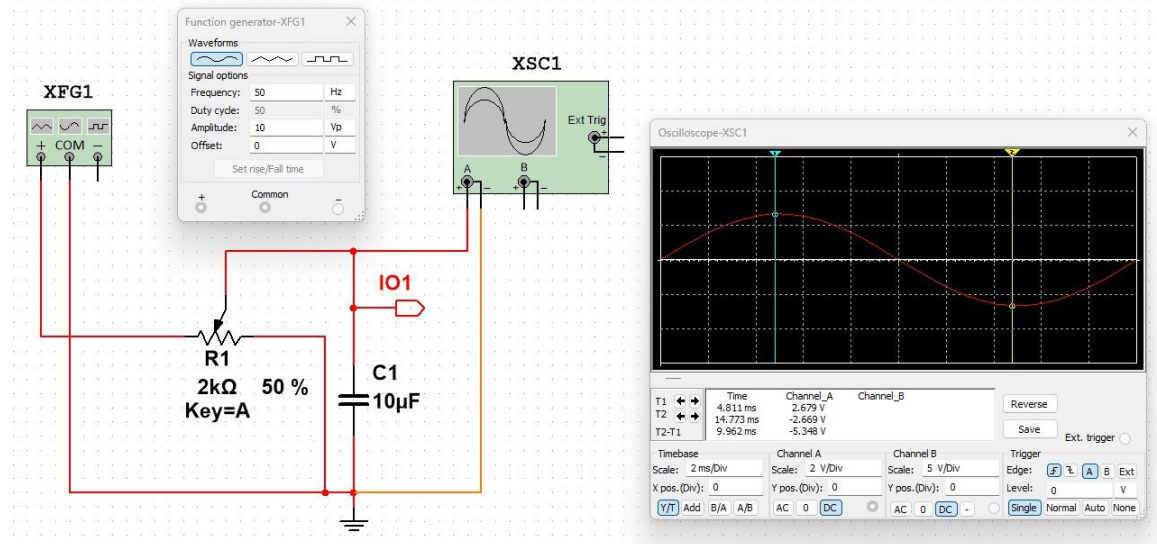 Function generator-XFG1
Waveforms
Signal options
Frequency: 50 Hz
Duty cycle: 50 %
Amplitude: 10 Vp
Offset: 0 V
Set rise/Fall time
+ Common -
XFG1
+ COM -
XSC1
Ext Trig
+
-
A B
+ - + -
IO1
R1
2kΩ 50 %
Key=A
C1
10µF
Oscilloscope-XSC1
1 2
Time Channel_A Channel_B
T1 4.811 ms 2.679 V
T2 14.773 ms -2.669 V
T2-T1 9.962 ms -5.348 V
Reverse
Save
Ext. trigger
Timebase Channel A Channel B Trigger
Scale: 2 ms/Div Scale: 2 V/Div Scale: 5 V/Div Edge: A B Ext
X pos.(Div): 0 Y pos.(Div): 0 Y pos.(Div): 0 Level: 0 V
Y/T Add B/A A/B AC 0 DC AC 0 DC - Single Normal Auto None